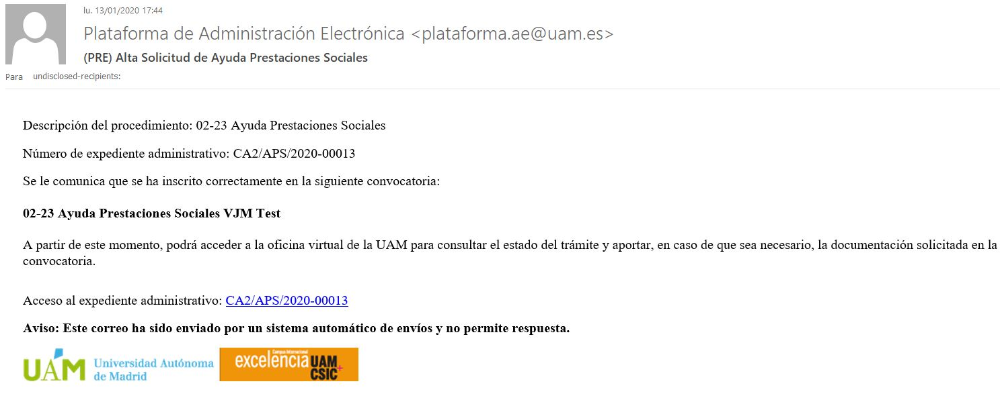 lu. 13/01/2020 17:44
Plataforma de Administración Electrónica <plataforma.ae@uam.es>
(PRE) Alta Solicitud de Ayuda Prestaciones Sociales
Para undisclosed-recipients:
Descripción del procedimiento: 02-23 Ayuda Prestaciones Sociales
Número de expediente administrativo: CA2/APS/2020-00013
Se le comunica que se ha inscrito correctamente en la siguiente convocatoria:
02-23 Ayuda Prestaciones Sociales VJM Test
A partir de este momento, podrá acceder a la oficina virtual de la UAM para consultar el estado del trámite y aportar, en caso de que sea necesario, la documentación solicitada en la
convocatoria.
Acceso al expediente administrativo: CA2/APS/2020-00013
Aviso: Este correo ha sido enviado por un sistema automático de envíos y no permite respuesta.
UAM Universidad Autónoma
de Madrid
Campus Internacional
excelencia UAM
CSIC+